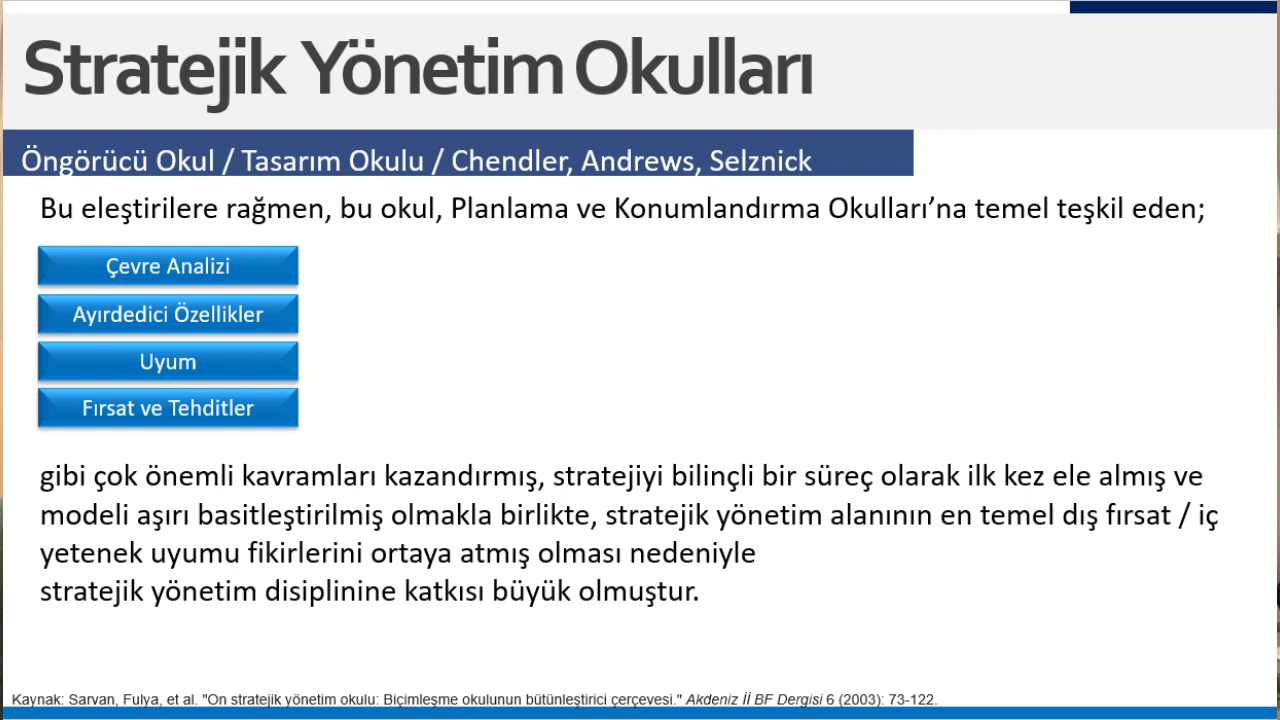 Stratejik Yönetim Okulları
Öngörücü Okul / Tasarım Okulu / Chendler, Andrews, Selznick
Bu eleştirilere rağmen, bu okul, Planlama ve Konumlandırma Okulları’na temel teşkil eden;
Çevre Analizi
Ayırdedici Özellikler
Uyum
Fırsat ve Tehditler
gibi çok önemli kavramları kazandırmış, stratejiyi bilinçli bir süreç olarak ilk kez ele almış ve
modeli aşırı basitleştirilmiş olmakla birlikte, stratejik yönetim alanının en temel dış fırsat / iç
yetenek uyumu fikirlerini ortaya atmış olması nedeniyle
stratejik yönetim disiplinine katkısı büyük olmuştur.
Kaynak: Sarvan, Fulya, et al. "On stratejik yönetim okulu: Biçimleşme okulunun bütünleştirici çerçevesi." Akdeniz İİ BF Dergisi 6 (2003): 73-122.